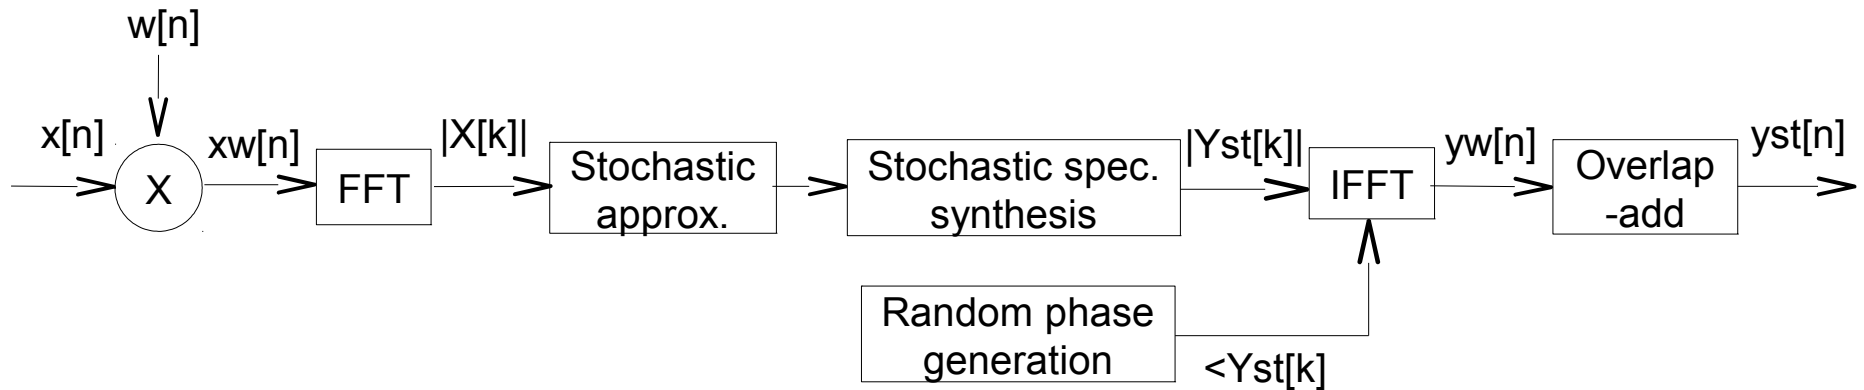 w[n]
x[n]
X
xw[n]
FFT
|X[k]|
Stochastic
approx.
Stochastic spec.
synthesis
|Yst[k]|
IFFT
yw[n]
Overlap
-add
yst[n]
Random phase
generation
<Yst[k]